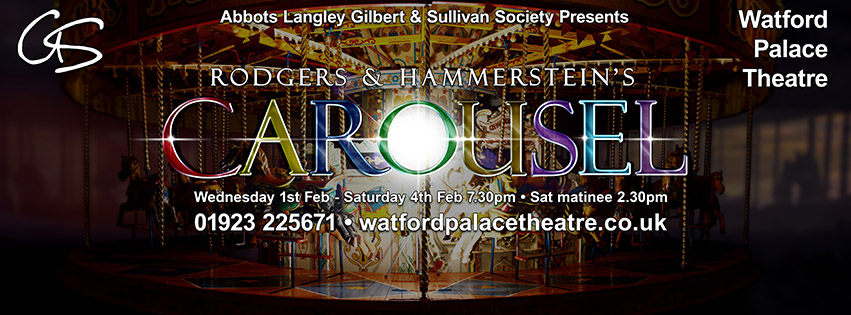 GS
Abbots Langley Gilbert & Sullivan Society Presents
Watford
Palace
Theatre
RODGERS & HAMMERSTEIN'S
CAROUSEL
Wednesday 1st Feb - Saturday 4th Feb 7.30pm • Sat matinee 2.30pm
01923 225671 • watfordpalacetheatre.co.uk